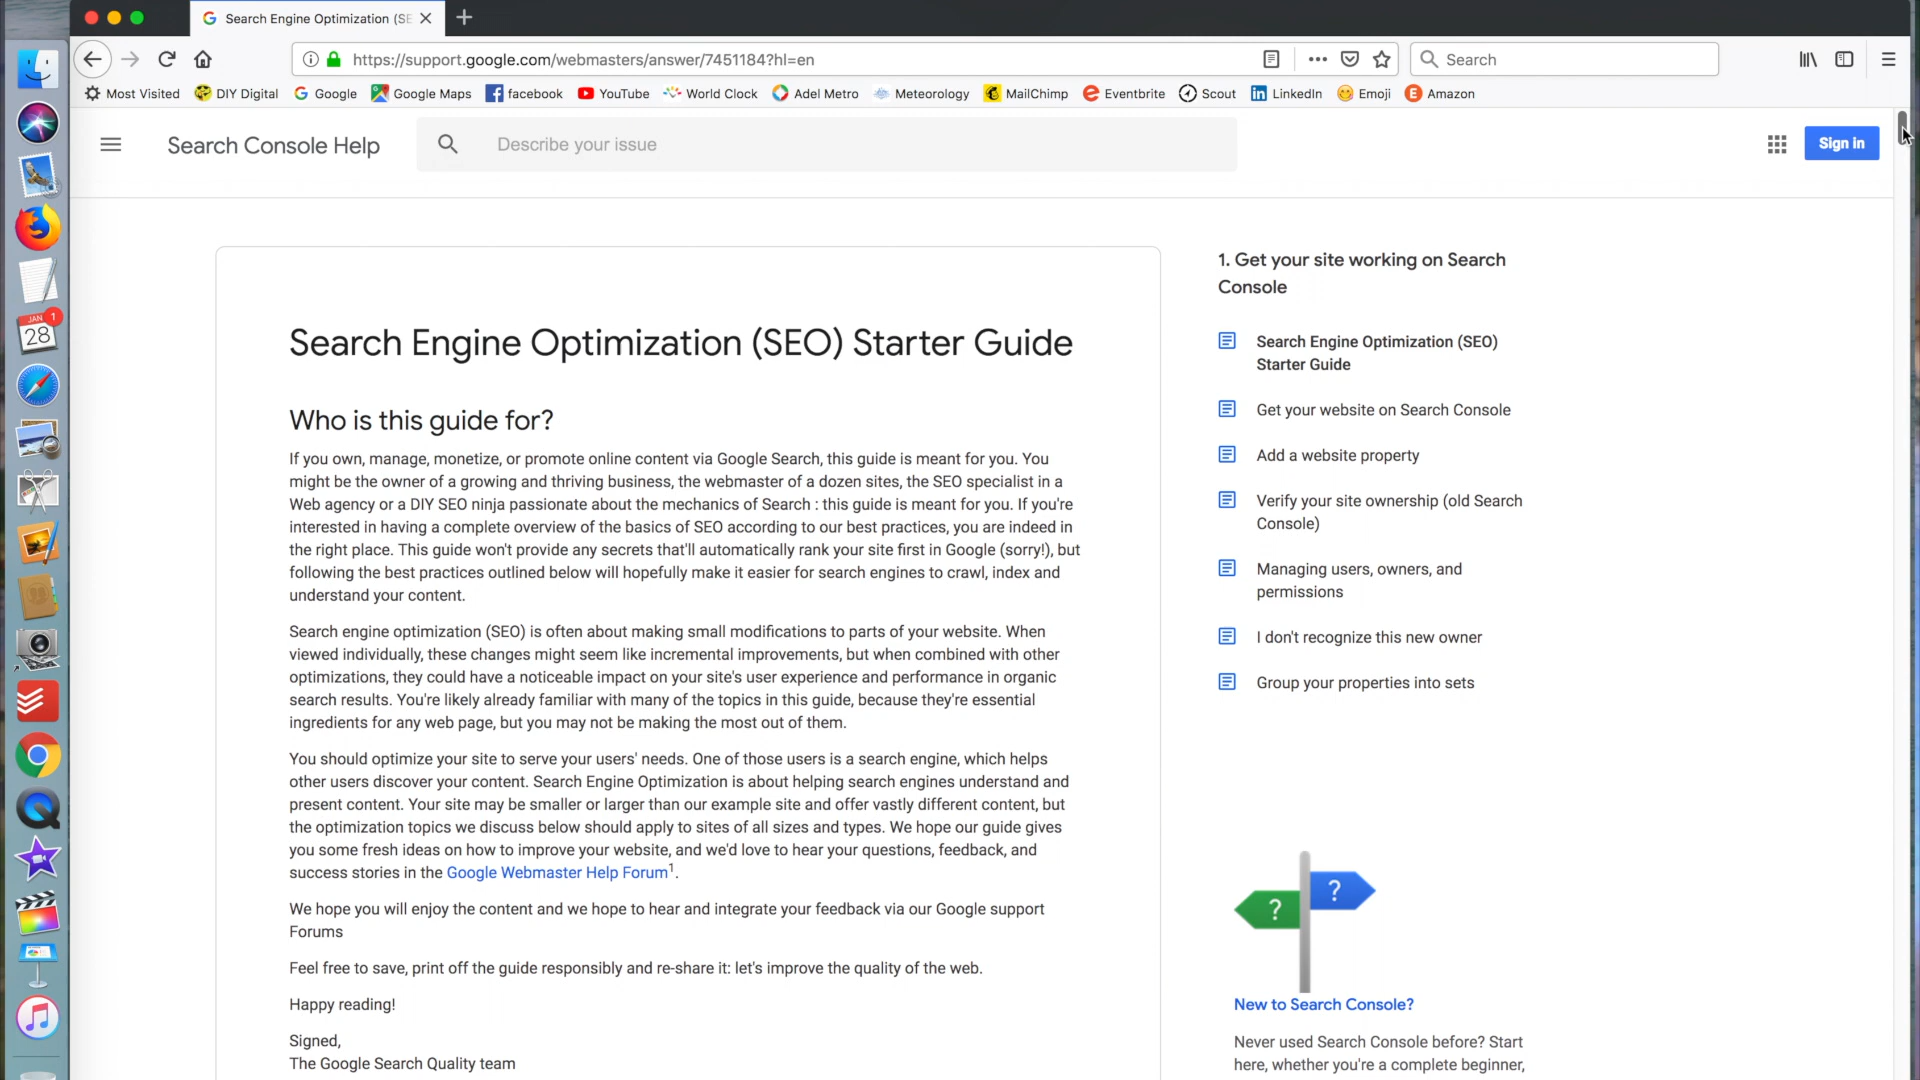 Search Engine Optimization (SE
https://support.google.com/webmasters/answer/7451184?hl=en
Search
Most Visited
DIY Digital
Google
Google Maps
facebook
YouTube
World Clock
Adel Metro
Meteorology
MailChimp
Eventbrite
Scout
LinkedIn
Emoji
Amazon
Search Console Help
Describe your issue
Sign in
JAN
1
28
Search Engine Optimization (SEO) Starter Guide
Who is this guide for?
If you own, manage, monetize, or promote online content via Google Search, this guide is meant for you. You
might be the owner of a growing and thriving business, the webmaster of a dozen sites, the SEO specialist in a
Web agency or a DIY SEO ninja passionate about the mechanics of Search : this guide is meant for you. If you're
interested in having a complete overview of the basics of SEO according to our best practices, you are indeed in
the right place. This guide won't provide any secrets that'll automatically rank your site first in Google (sorry!), but
following the best practices outlined below will hopefully make it easier for search engines to crawl, index and
understand your content.
Search engine optimization (SEO) is often about making small modifications to parts of your website. When
viewed individually, these changes might seem like incremental improvements, but when combined with other
optimizations, they could have a noticeable impact on your site's user experience and performance in organic
search results. You're likely already familiar with many of the topics in this guide, because they're essential
ingredients for any web page, but you may not be making the most out of them.
You should optimize your site to serve your users' needs. One of those users is a search engine, which helps
other users discover your content. Search Engine Optimization is about helping search engines understand and
present content. Your site may be smaller or larger than our example site and offer vastly different content, but
the optimization topics we discuss below should apply to sites of all sizes and types. We hope our guide gives
you some fresh ideas on how to improve your website, and we'd love to hear your questions, feedback, and
success stories in the Google Webmaster Help Forum¹.
We hope you will enjoy the content and we hope to hear and integrate your feedback via our Google support
Forums
Feel free to save, print off the guide responsibly and re-share it: let's improve the quality of the web.
Happy reading!
Signed,
The Google Search Quality team
1. Get your site working on Search
Console
Search Engine Optimization (SEO)
Starter Guide
Get your website on Search Console
Add a website property
Verify your site ownership (old Search
Console)
Managing users, owners, and
permissions
I don't recognize this new owner
Group your properties into sets
?
?
New to Search Console?
Never used Search Console before? Start
here, whether you're a complete beginner,